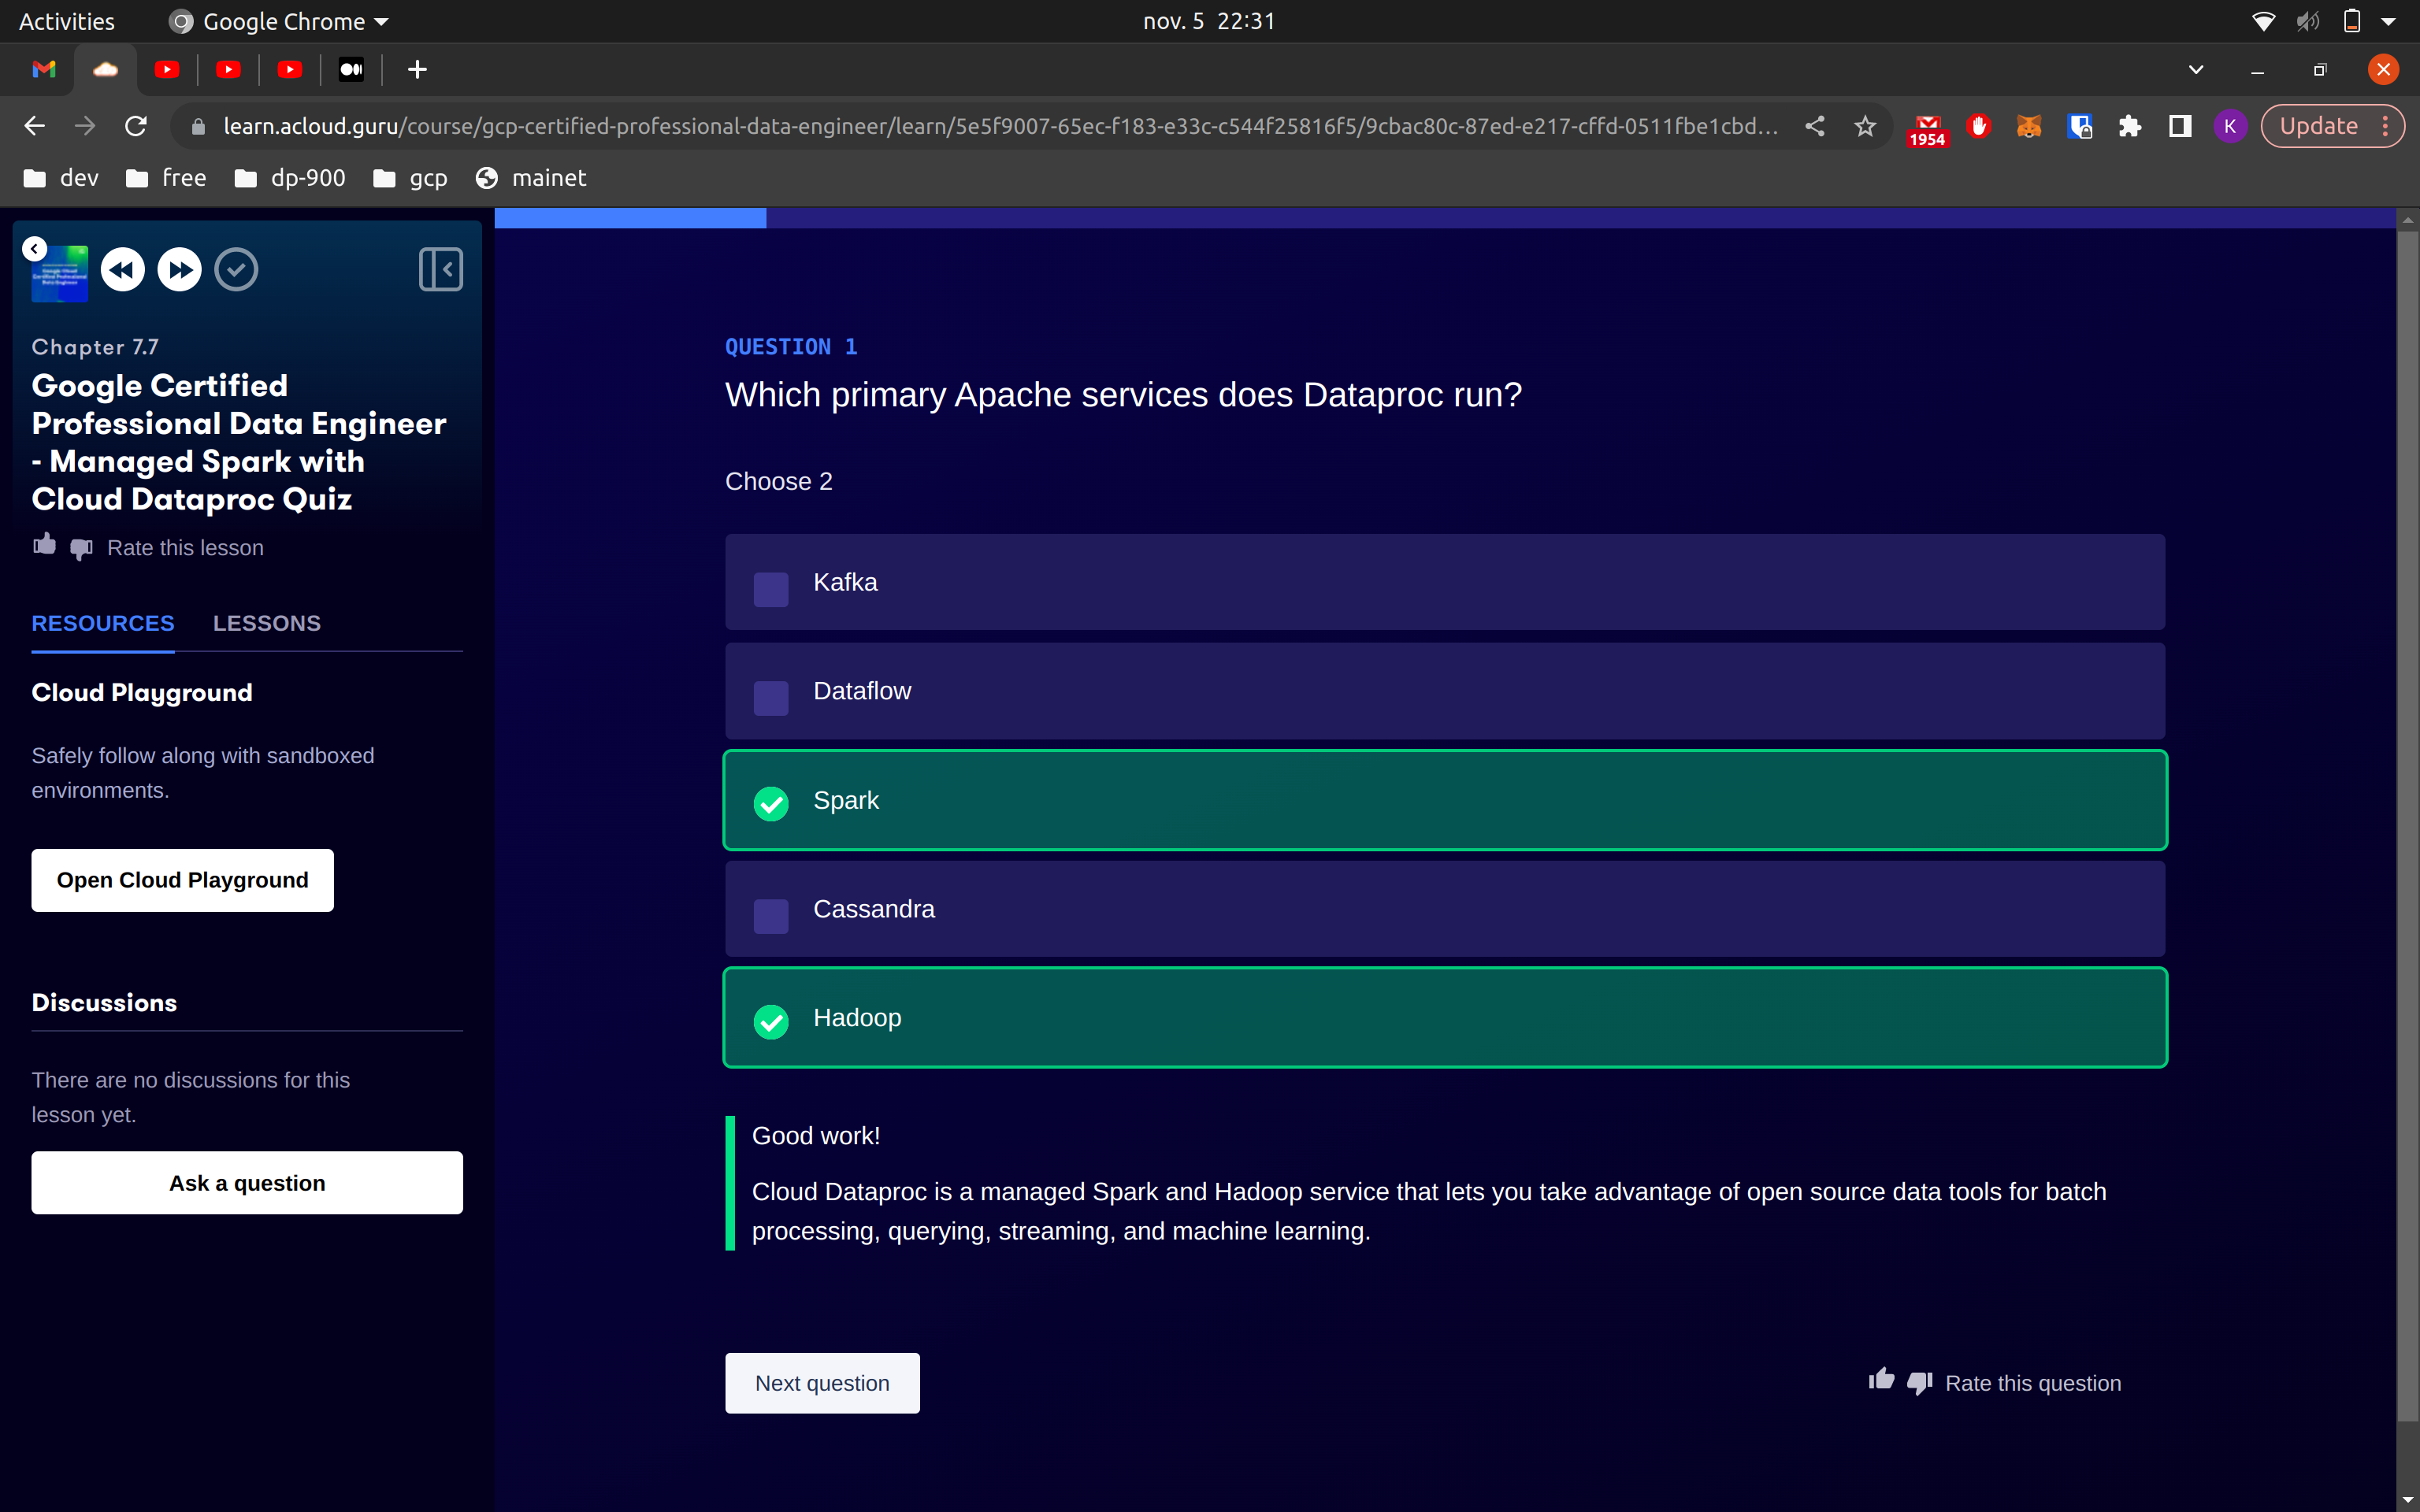 Activities
Google Chrome
nov. 5 22:31
learn.acloud.guru/course/gcp-certified-professional-data-engineer/learn/5e5f9007-65ec-f183-e33c-c544f25816f5/9cbac80c-87ed-e217-cffd-0511fbe1cbd...
1954
K
Update
dev
free
dp-900
gcp
mainet
Google Cloud
Certified Professional
Data Engineer
Chapter 7.7
Google Certified
Professional Data Engineer
- Managed Spark with
Cloud Dataproc Quiz
Rate this lesson
RESOURCES
LESSONS
Cloud Playground
Safely follow along with sandboxed
environments.
Open Cloud Playground
Discussions
There are no discussions for this
lesson yet.
Ask a question
QUESTION 1
Which primary Apache services does Dataproc run?
Choose 2
Kafka
Dataflow
Spark
Cassandra
Hadoop
Good work!
Cloud Dataproc is a managed Spark and Hadoop service that lets you take advantage of open source data tools for batch
processing, querying, streaming, and machine learning.
Next question
Rate this question